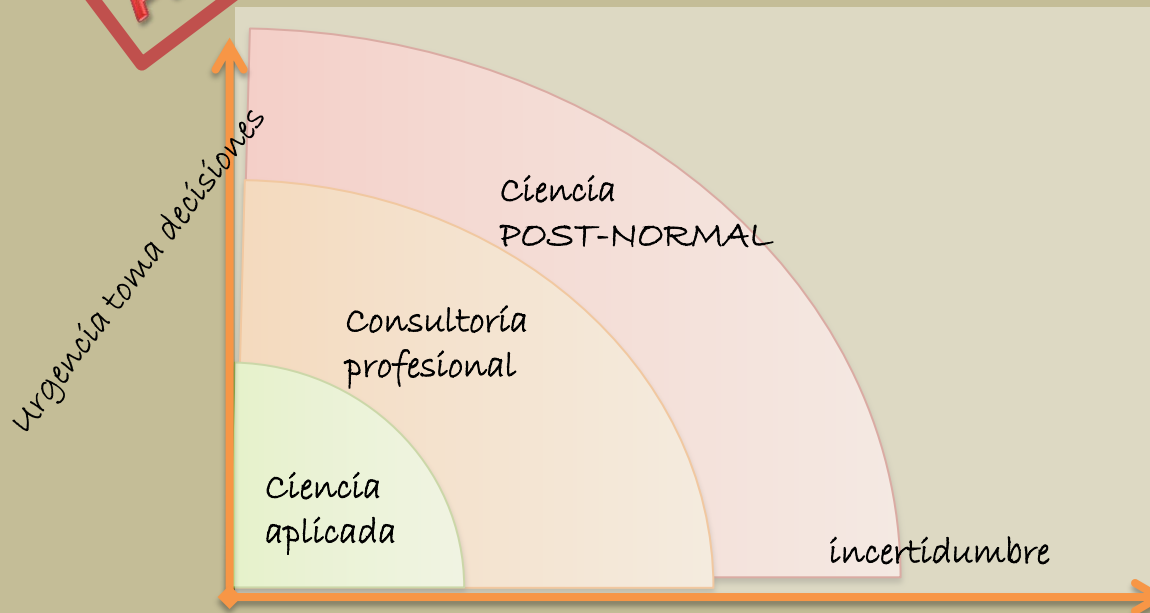 Urgencia toma decisiones
Ciencia
POST-NORMAL
Consultoría
profesional
Ciencia
aplicada
incertidumbre